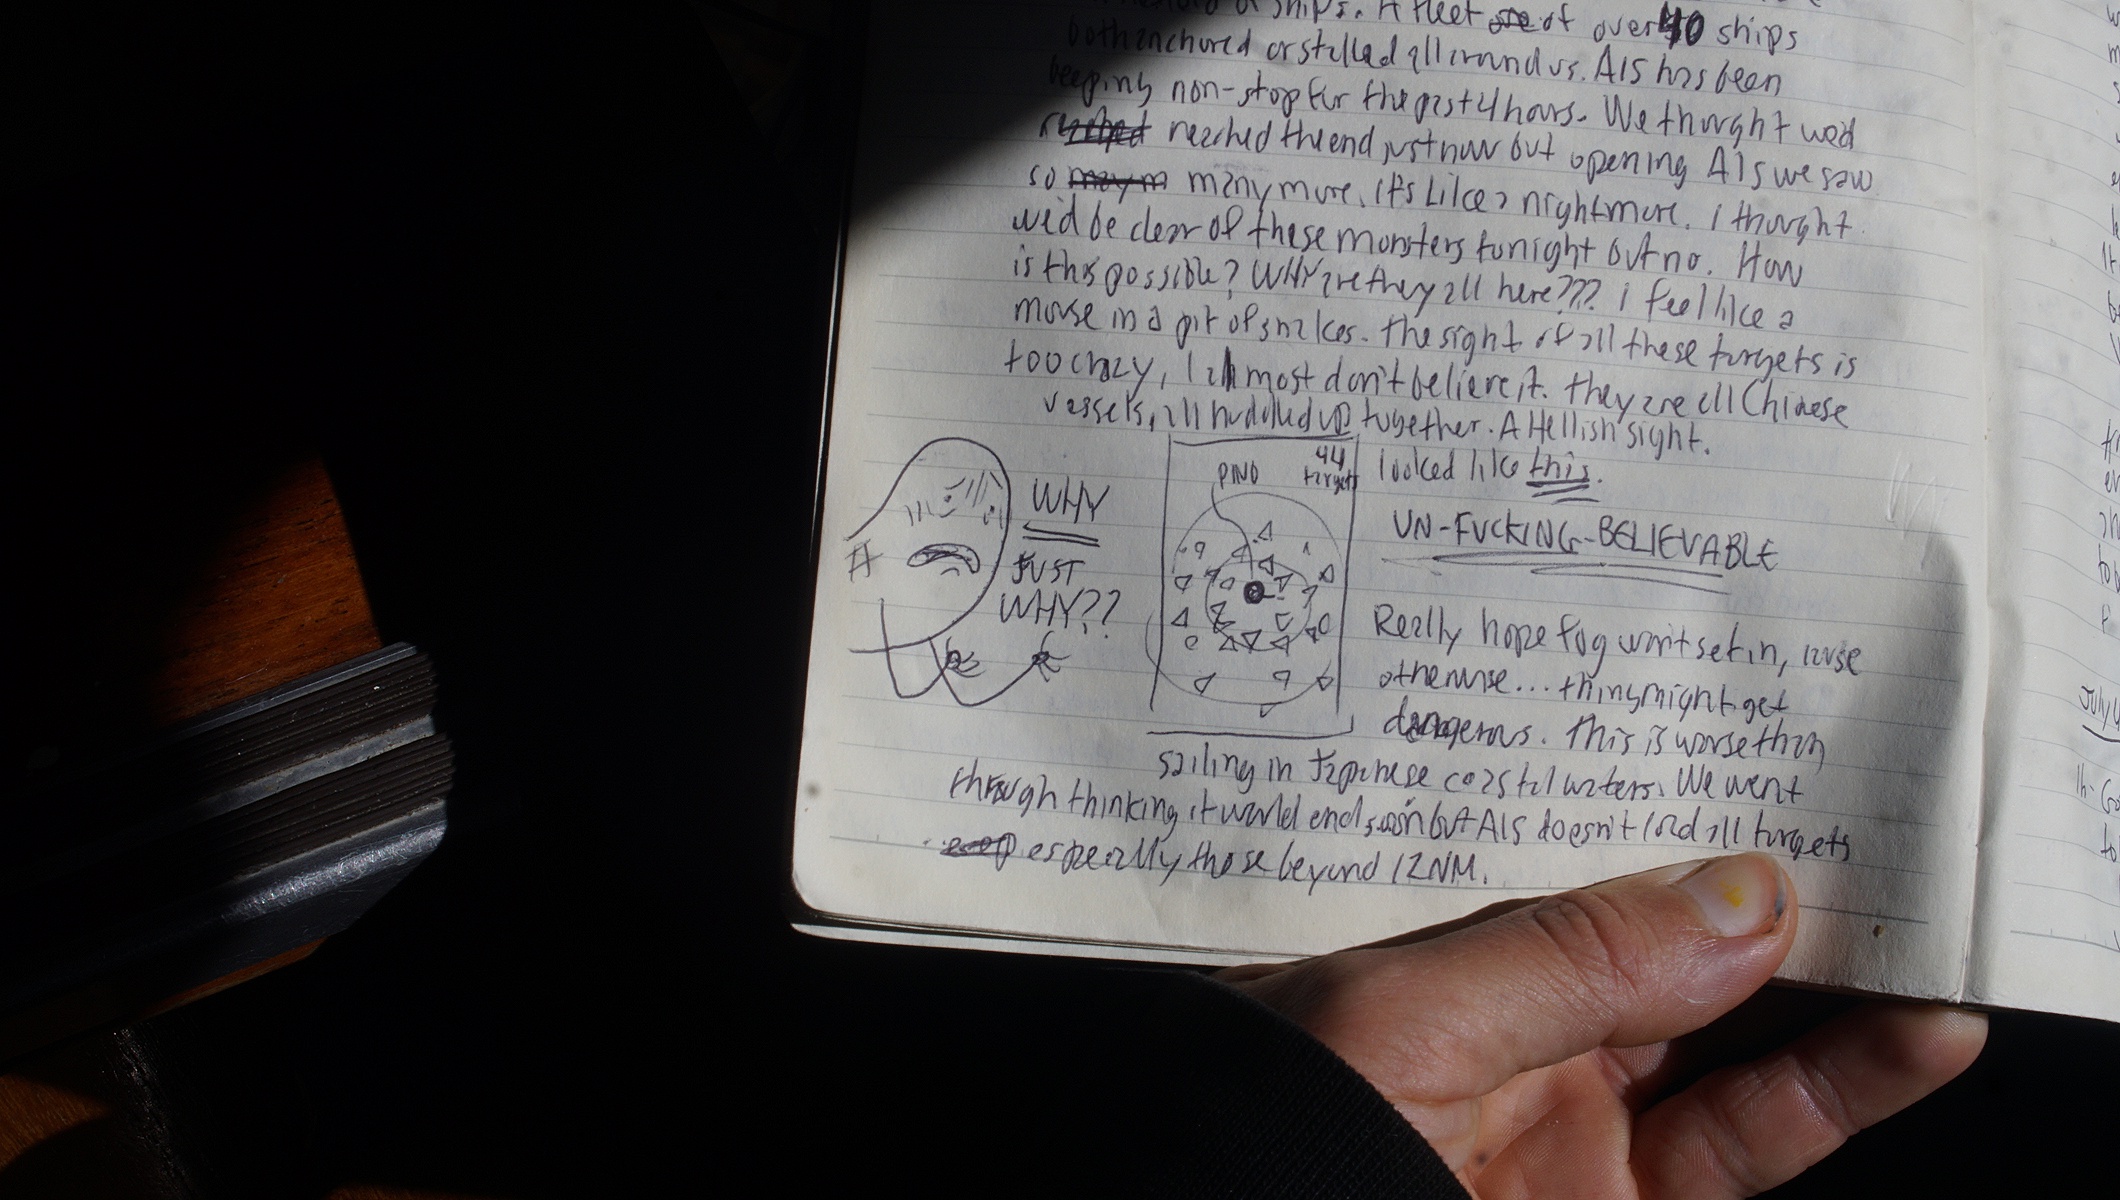 of ships. A fleet of over 40 ships
both anchored or stalled all around us. AIS has been
beeping non-stop for the past 4 hours. We thought we'd
reached the end just now but opening AIS we saw
so many more, it's like a nightmare. I thought
we'd be clear of these monsters tonight but no. How
is this possible? WHY are they all here??? I feel like a
mouse in a pit of snakes. The sight of all these targets is
too crazy, I almost don't believe it. They are all Chinese
vessels, all huddled up together. A Hellish sight.
looked like this.
PINO
44
targets
WHY
JUST
WHY??
UN-FUCKING-BELIEVABLE
Really hope fog won't set in, cuse
otherwise... things might get
dangerous. This is worse than
sailing in Japanese coastal waters. We went
through thinking it would end soon but AIS doesn't load all targets
especially those beyond 12NM.